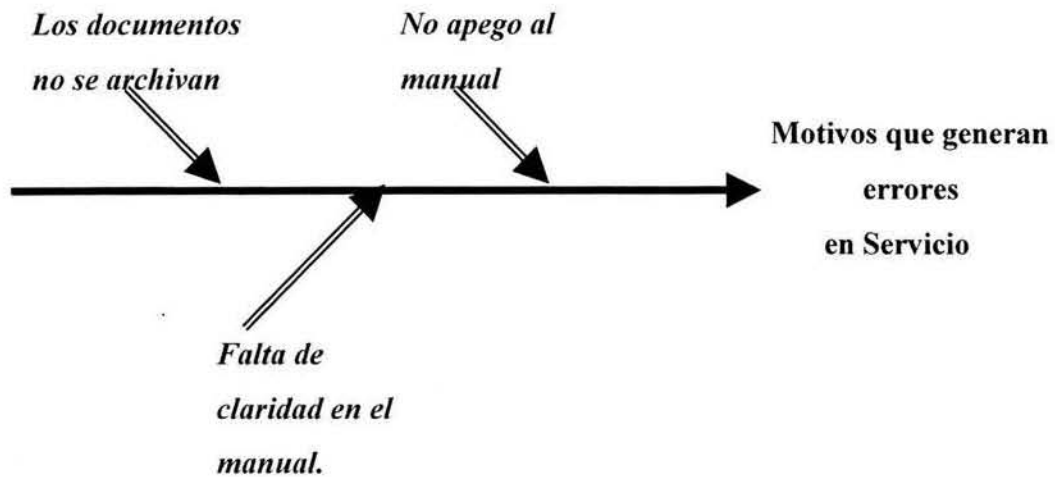 Los documentos
no se archivan
No apego al
manual
Motivos que generan
errores
en Servicio
Falta de
claridad en el
manual.